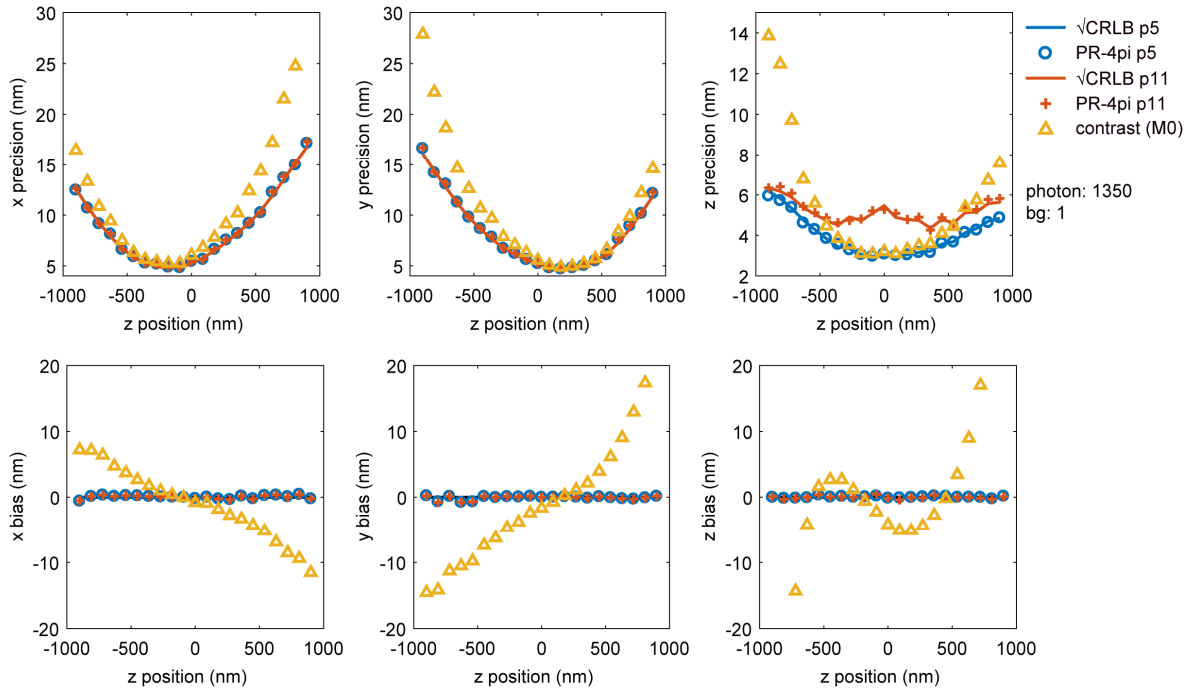 30
25
20
15
10
5
x precision (nm)
-1000 -500 0 500 1000
z position (nm)
30
25
20
15
10
5
y precision (nm)
-1000 -500 0 500 1000
z position (nm)
14
12
10
8
6
4
2
z precision (nm)
-1000 -500 0 500 1000
z position (nm)
√CRLB p5
PR-4pi p5
√CRLB p11
PR-4pi p11
contrast (M0)
photon: 1350
bg: 1
20
10
0
-10
-20
x bias (nm)
-1000 -500 0 500 1000
z position (nm)
20
10
0
-10
-20
y bias (nm)
-1000 -500 0 500 1000
z position (nm)
20
10
0
-10
-20
z bias (nm)
-1000 -500 0 500 1000
z position (nm)